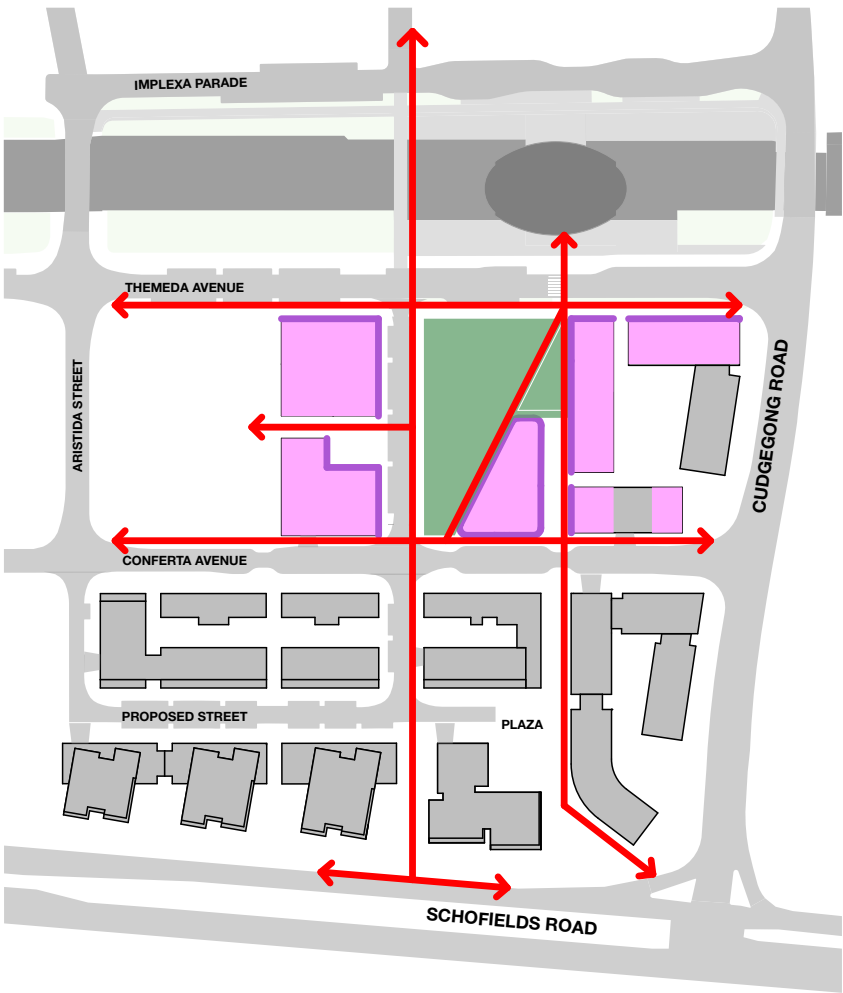 IMPLEXA PARADE
THEMEDA AVENUE
ARISTIDA STREET
CUDGEGONG ROAD
CONFERTA AVENUE
PROPOSED STREET
PLAZA
SCHOFIELDS ROAD